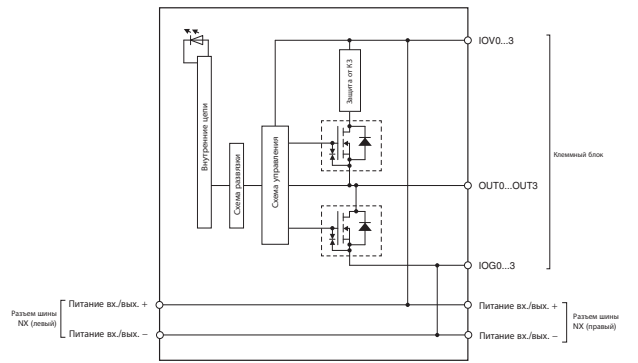 IOV0...3
Защита от КЗ
Внутренние цепи
Схема развязки
Схема управления
Клеммный блок
OUT0...OUT3
IOG0...3
Разъем шины
NX (левый)
Питание вх./вых. +
Питание вх./вых. –
Питание вх./вых. +
Питание вх./вых. –
Разъем шины
NX (правый)